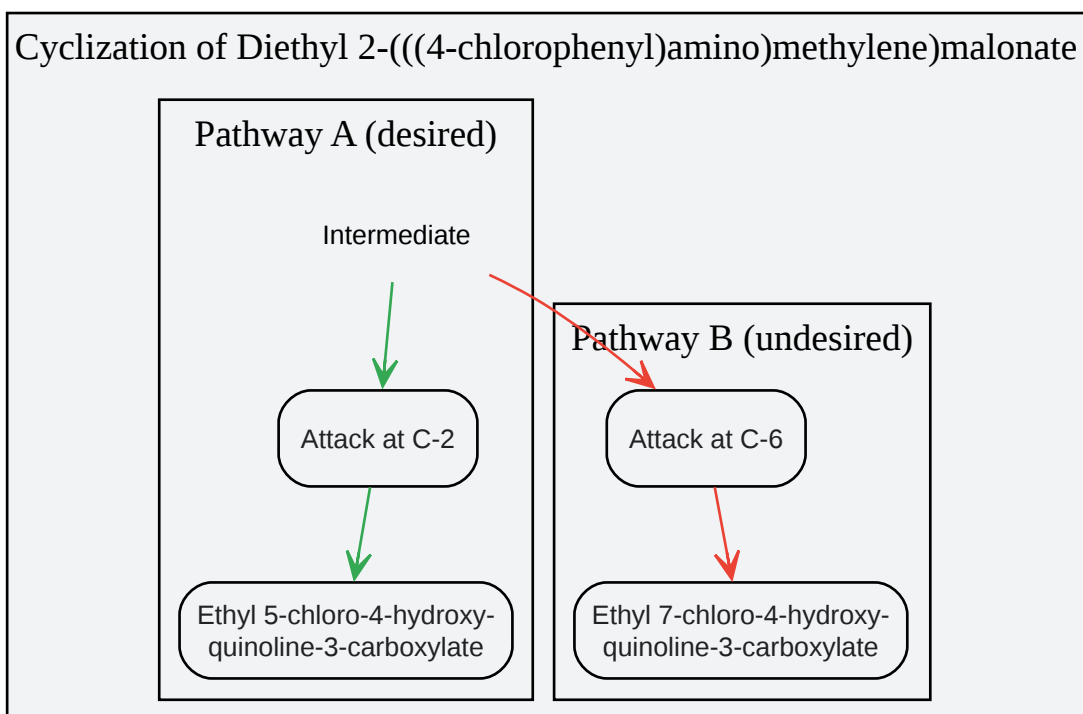 Cyclization of Diethyl 2-(((4-chlorophenyl)amino)methylene)malonate
Pathway A (desired)
Intermediate
Pathway B (undesired)
Attack at C-2
Attack at C-6
Ethyl 5-chloro-4-hydroxy-
quinoline-3-carboxylate
Ethyl 7-chloro-4-hydroxy-
quinoline-3-carboxylate